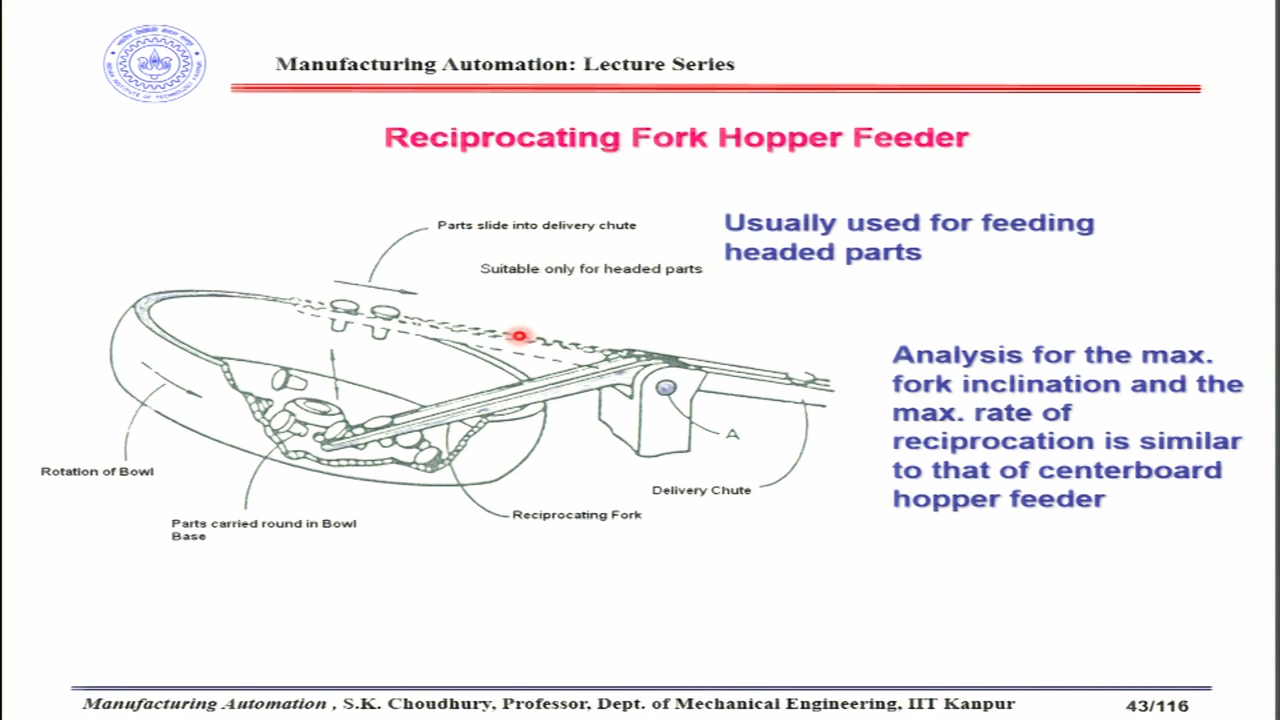 Manufacturing Automation: Lecture Series
Reciprocating Fork Hopper Feeder
Parts slide into delivery chute
Suitable only for headed parts
Usually used for feeding
headed parts
Analysis for the max.
fork inclination and the
max. rate of
reciprocation is similar
to that of centerboard
hopper feeder
A
Rotation of Bowl
Delivery Chute
Reciprocating Fork
Parts carried round in Bowl
Base
Manufacturing Automation , S.K. Choudhury, Professor, Dept. of Mechanical Engineering, IIT Kanpur
43/116